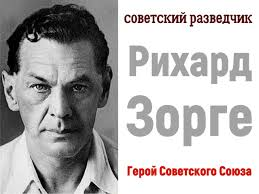 советский разведчик
Рихард
Зорге
Герой Советского Союза